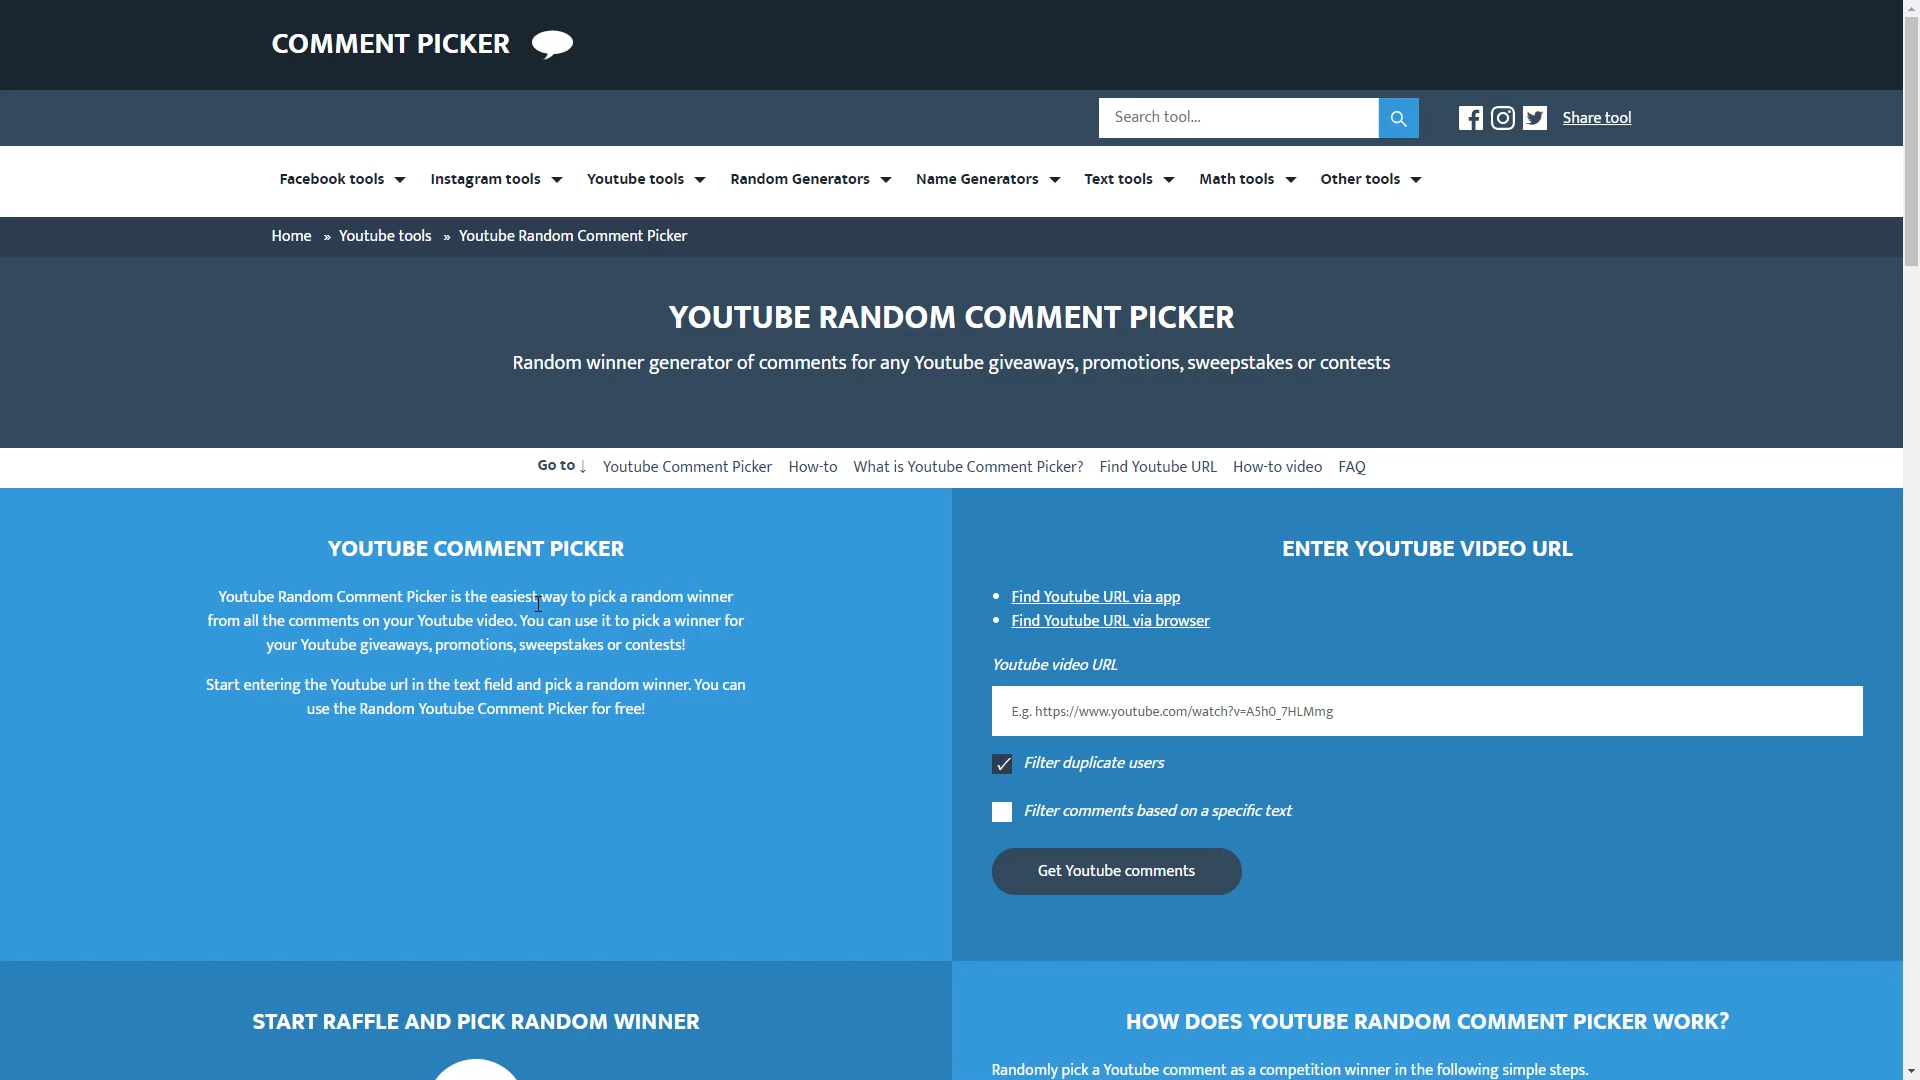 COMMENT PICKER
Search tool...
Share tool
Facebook tools
Instagram tools
Youtube tools
Random Generators
Name Generators
Text tools
Math tools
Other tools
Home » Youtube tools » Youtube Random Comment Picker
YOUTUBE RANDOM COMMENT PICKER
Random winner generator of comments for any Youtube giveaways, promotions, sweepstakes or contests
Go to ↓ Youtube Comment Picker How-to What is Youtube Comment Picker? Find Youtube URL How-to video FAQ
YOUTUBE COMMENT PICKER
Youtube Random Comment Picker is the easiest way to pick a random winner
from all the comments on your Youtube video. You can use it to pick a winner for
your Youtube giveaways, promotions, sweepstakes or contests!
Start entering the Youtube url in the text field and pick a random winner. You can
use the Random Youtube Comment Picker for free!
ENTER YOUTUBE VIDEO URL
Find Youtube URL via app
Find Youtube URL via browser
Youtube video URL
E.g. https://www.youtube.com/watch?v=A5h0_7HLMmg
Filter duplicate users
Filter comments based on a specific text
Get Youtube comments
START RAFFLE AND PICK RANDOM WINNER
HOW DOES YOUTUBE RANDOM COMMENT PICKER WORK?
Randomly pick a Youtube comment as a competition winner in the following simple steps.